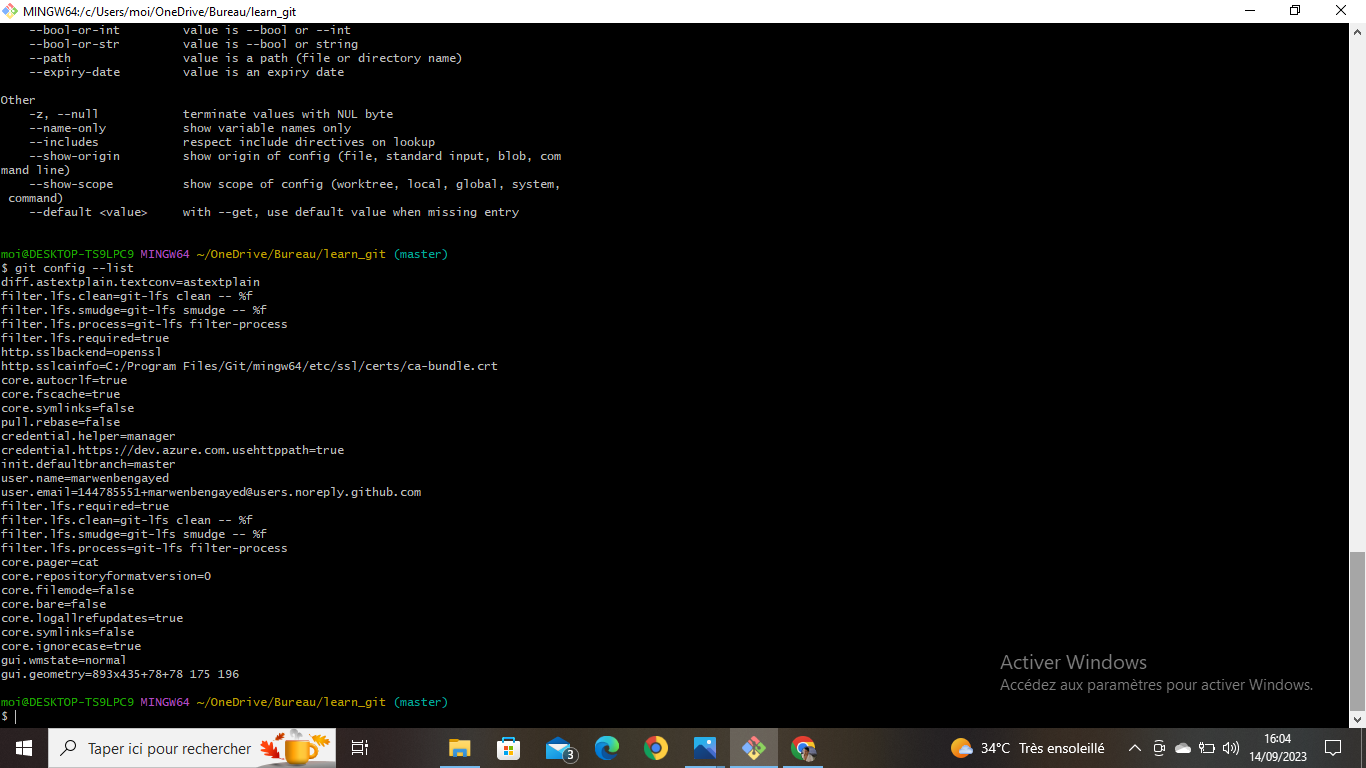 MINGW64:/c/Users/moi/OneDrive/Bureau/learn_git
--bool-or-int value is --bool or --int
--bool-or-str value is --bool or string
--path value is a path (file or directory name)
--expiry-date value is an expiry date
Other
-z, --null terminate values with NUL byte
--name-only show variable names only
--includes respect include directives on lookup
--show-origin show origin of config (file, standard input, blob, com
mand line)
--show-scope show scope of config (worktree, local, global, system,
command)
--default <value> with --get, use default value when missing entry
moi@DESKTOP-TS9LPC9 MINGW64 ~/OneDrive/Bureau/learn_git (master)
$ git config --list
diff.astextplain.textconv=astextplain
filter.lfs.clean=git-lfs clean -- %f
filter.lfs.smudge=git-lfs smudge -- %f
filter.lfs.process=git-lfs filter-process
filter.lfs.required=true
http.sslbackend=openssl
http.sslcainfo=C:/Program Files/Git/mingw64/etc/ssl/certs/ca-bundle.crt
core.autocrlf=true
core.fscache=true
core.symlinks=false
pull.rebase=false
credential.helper=manager
credential.https://dev.azure.com.usehttppath=true
init.defaultbranch=master
user.name=marwenbengayed
user.email=144785551+marwenbengayed@users.noreply.github.com
filter.lfs.required=true
filter.lfs.clean=git-lfs clean -- %f
filter.lfs.smudge=git-lfs smudge -- %f
filter.lfs.process=git-lfs filter-process
core.pager=cat
core.repositoryformatversion=0
core.filemode=false
core.bare=false
core.logallrefupdates=true
core.symlinks=false
core.ignorecase=true
gui.wmstate=normal
gui.geometry=893x435+78+78 175 196
moi@DESKTOP-TS9LPC9 MINGW64 ~/OneDrive/Bureau/learn_git (master)
$
Activer Windows
Accédez aux paramètres pour activer Windows.
Taper ici pour rechercher
3
34°C Très ensoleillé
16:04
14/09/2023